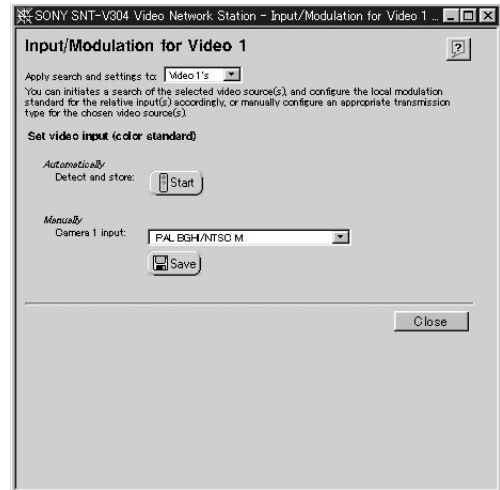 SONY SNT-V304 Video Network Station - Input/Modulation for Video 1 ...
Input/Modulation for Video 1
?
Apply search and settings to: Video 1's
You can initiates a search of the selected video source(s), and configure the local modulation
standard for the relative input(s) accordingly, or manually configure an appropriate transmission
type for the chosen video source(s).
Set video input (color standard)
Automatically
Detect and store: Start
Manually
Camera 1 input: PAL BGHI/NTSC M
Save
Close